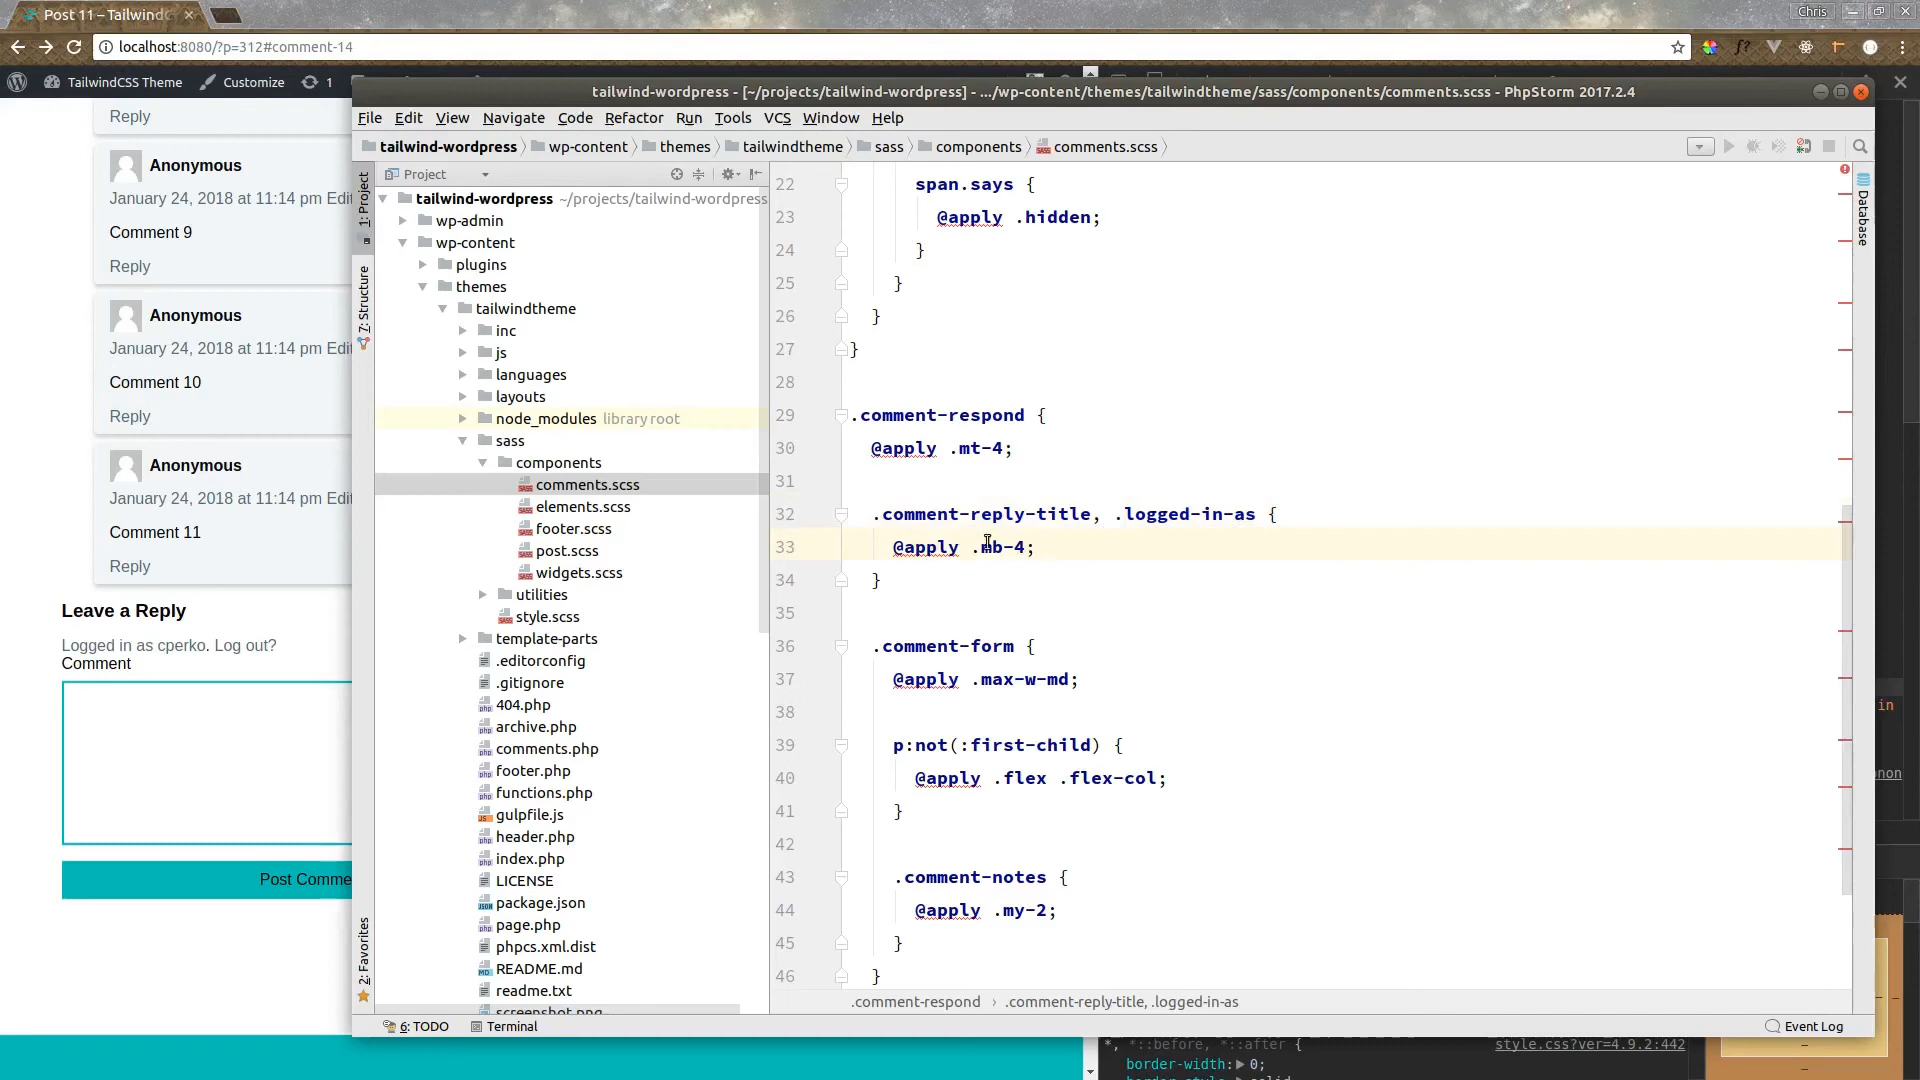 Post 11 – Tailwind
Chris
localhost:8080/?p=312#comment-14
TailwindCSS Theme
Customize
1
tailwind-wordpress - [~/projects/tailwind-wordpress] - .../wp-content/themes/tailwindtheme/sass/components/comments.scss - PhpStorm 2017.2.4
File Edit View Navigate Code Refactor Run Tools VCS Window Help
tailwind-wordpress wp-content themes tailwindtheme sass components comments.scss
Reply
Anonymous
January 24, 2018 at 11:14 pm Edit
Comment 9
Reply
Anonymous
January 24, 2018 at 11:14 pm Edit
Comment 10
Reply
Anonymous
January 24, 2018 at 11:14 pm Edit
Comment 11
Reply
Leave a Reply
Logged in as cperko. Log out?
Comment
Post Comme
1: Project
7: Structure
2: Favorites
Project
tailwind-wordpress ~/projects/tailwind-wordpress
wp-admin
wp-content
plugins
themes
tailwindtheme
inc
js
languages
layouts
node_modules library root
sass
components
comments.scss
elements.scss
footer.scss
post.scss
widgets.scss
utilities
style.scss
template-parts
.editorconfig
.gitignore
404.php
archive.php
comments.php
footer.php
functions.php
gulpfile.js
header.php
index.php
LICENSE
package.json
page.php
phpcs.xml.dist
README.md
readme.txt
screenshot.png
22 span.says {
23 @apply .hidden;
24 }
25 }
26 }
27 }
28
29 .comment-respond {
30 @apply .mt-4;
31
32 .comment-reply-title, .logged-in-as {
33 @apply .mb-4;
34 }
35
36 .comment-form {
37 @apply .max-w-md;
38
39 p:not(:first-child) {
40 @apply .flex .flex-col;
41 }
42
43 .comment-notes {
44 @apply .my-2;
45 }
46 }
.comment-respond › .comment-reply-title, .logged-in-as
Database
in
non
6: TODO
Terminal
Event Log
*, *::before, *::after {
style.css?ver=4.9.2:442
border-width: 0;